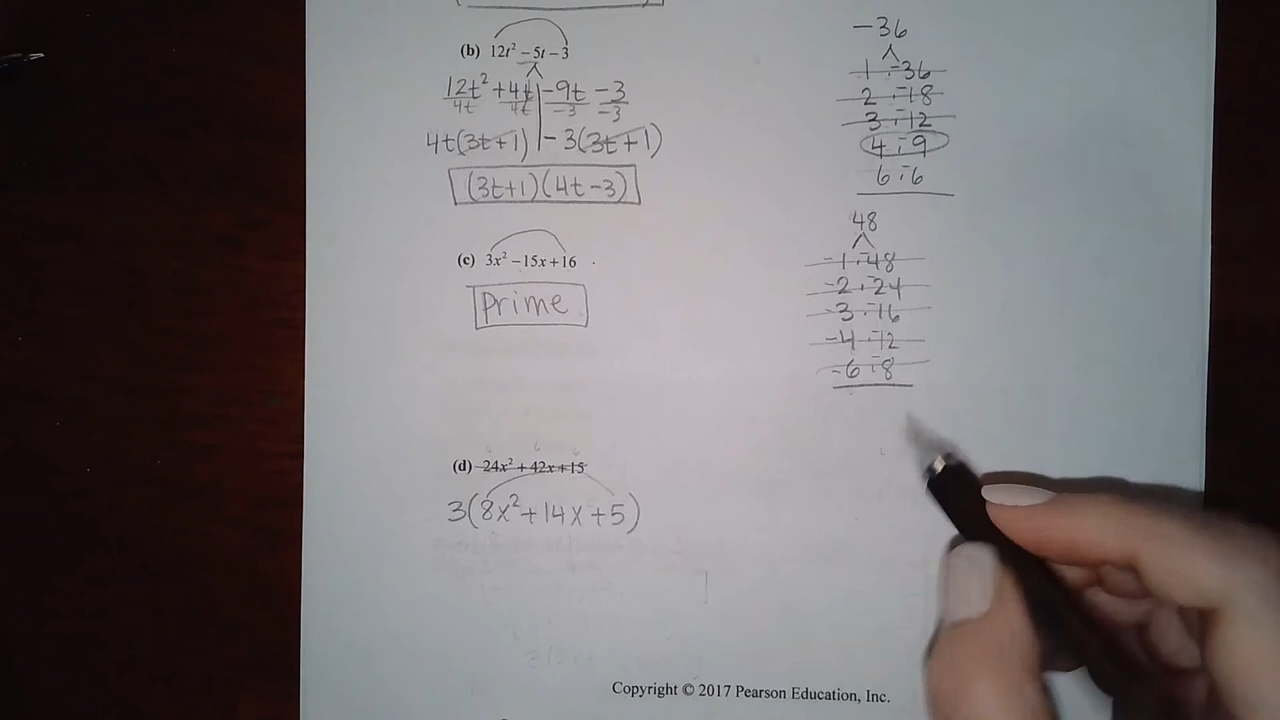 (b) 12t² − 5t − 3
12t² + 4t | − 9t − 3
4t 4t −3 −3
4t(3t+1) | − 3(3t+1)
(3t+1)(4t−3)
(c) 3x² − 15x + 16
Prime
(d) 24x² + 42x + 15
3(8x² + 14x + 5)
Copyright © 2017 Pearson Education, Inc.
−36
1 · −36
2 · −18
3 · −12
4 · −9
6 · −6
48
−1 · −48
−2 · −24
−3 · −16
−4 · −12
−6 · −8